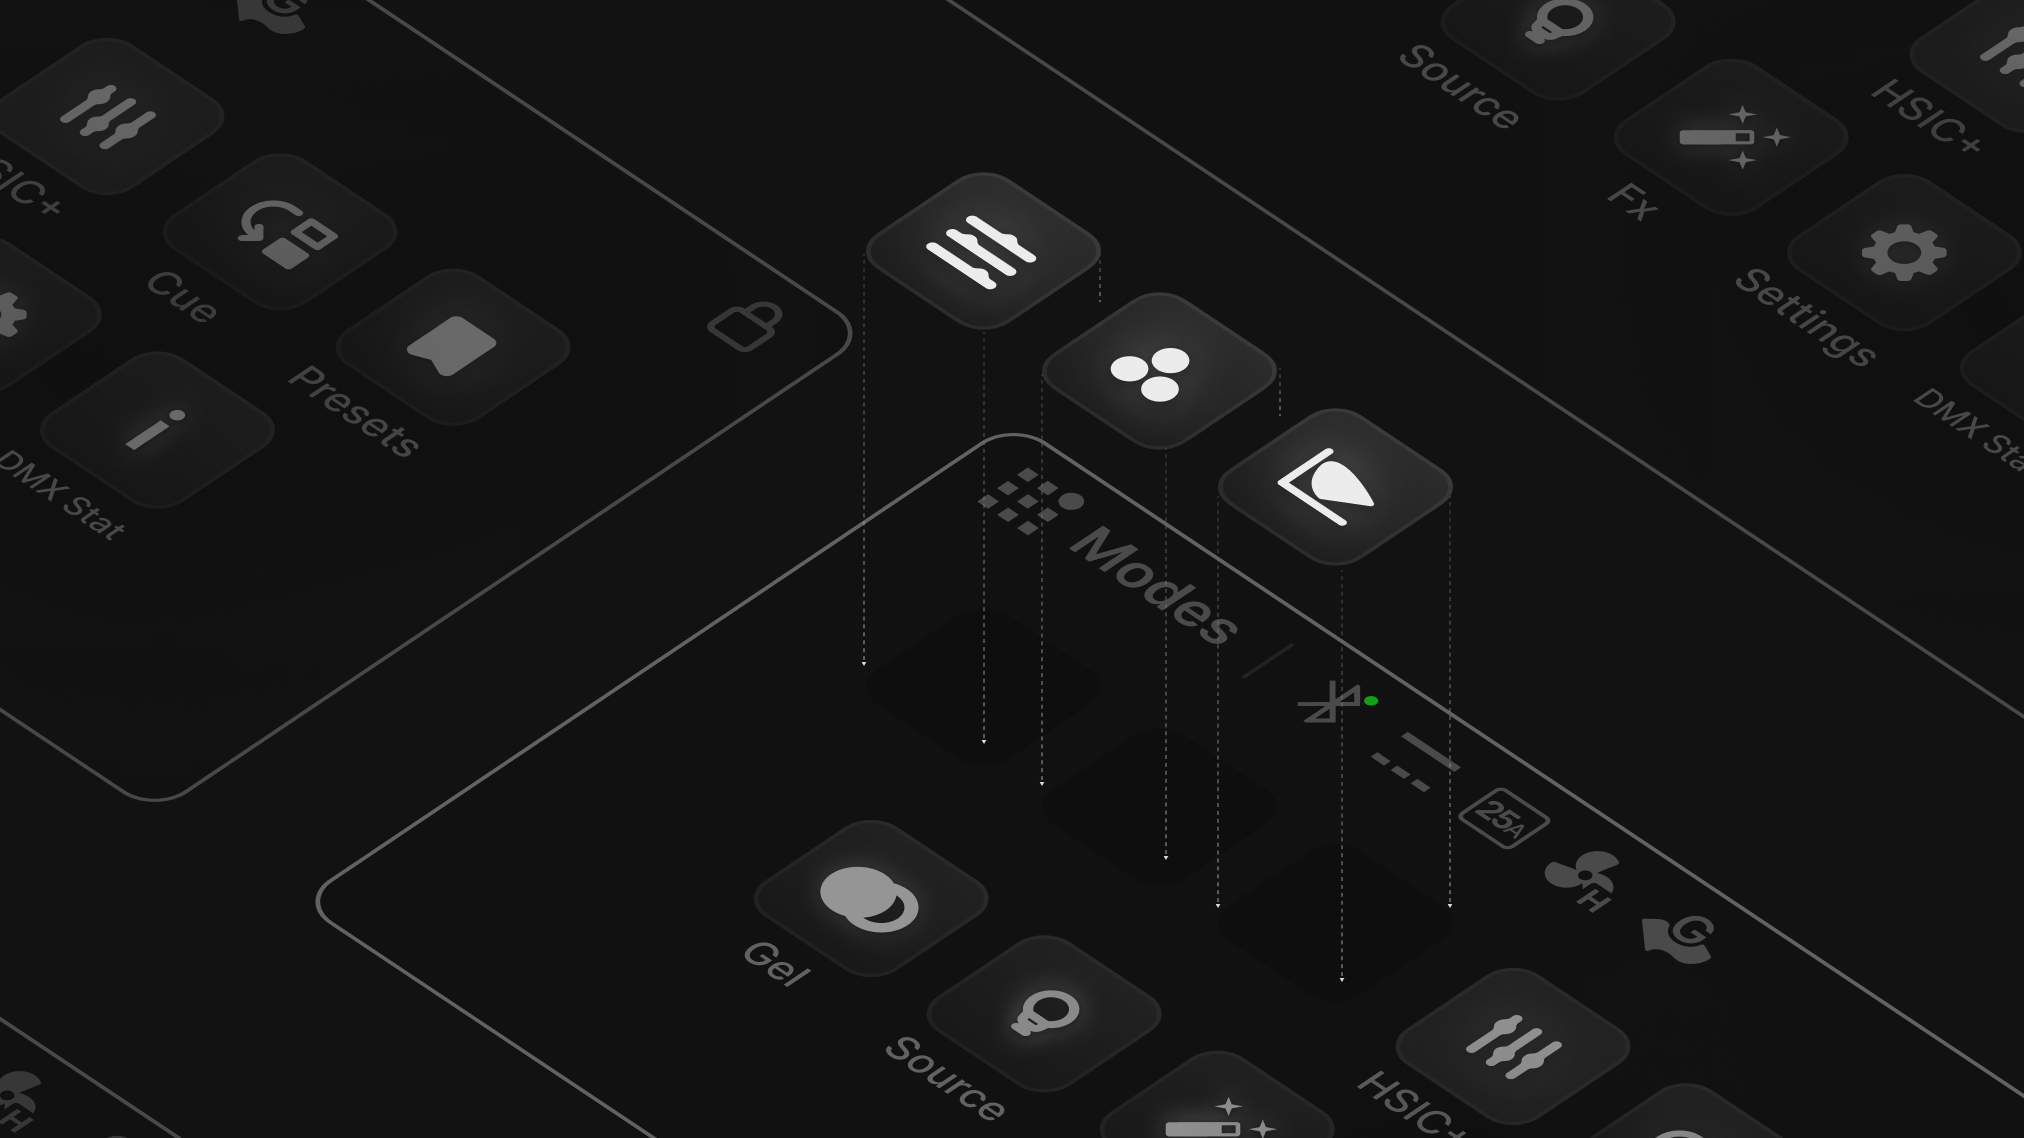 G
SIC+
Cue
Presets
DMX Stat
Source
Fx
Settings
HSIC+
DMX Sta
Modes
25A
H
G
Gel
Source
HSIC+
H